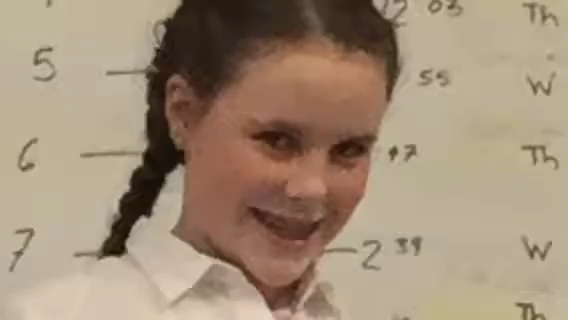 12 03 Th
5 — 55 W
6 — 47 Th
7 — 2 39 W
Th